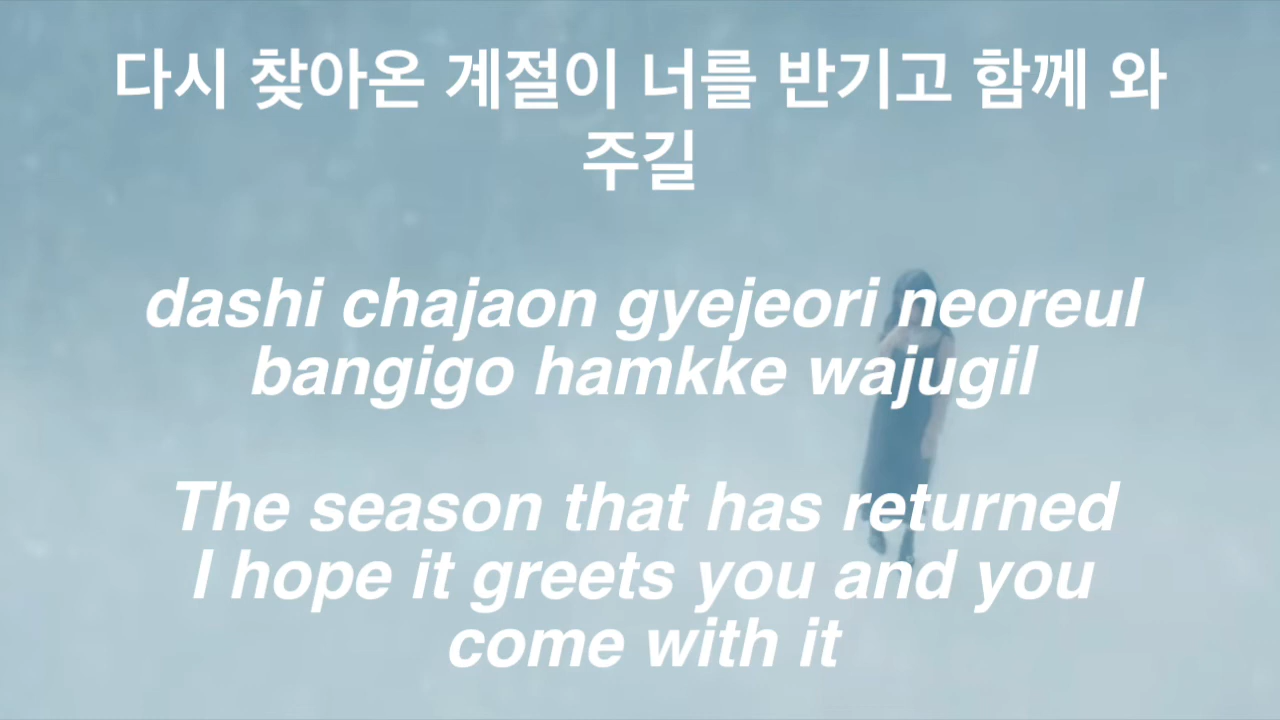 다시 찾아온 계절이 너를 반기고 함께 와
주길
dashi chajaon gyejeori neoreul
bangigo hamkke wajugil
The season that has returned
I hope it greets you and you
come with it